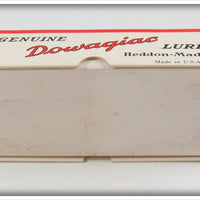 GENUINE
Dowagiac
LURE
Heddon-Mad
Made in U.S.A